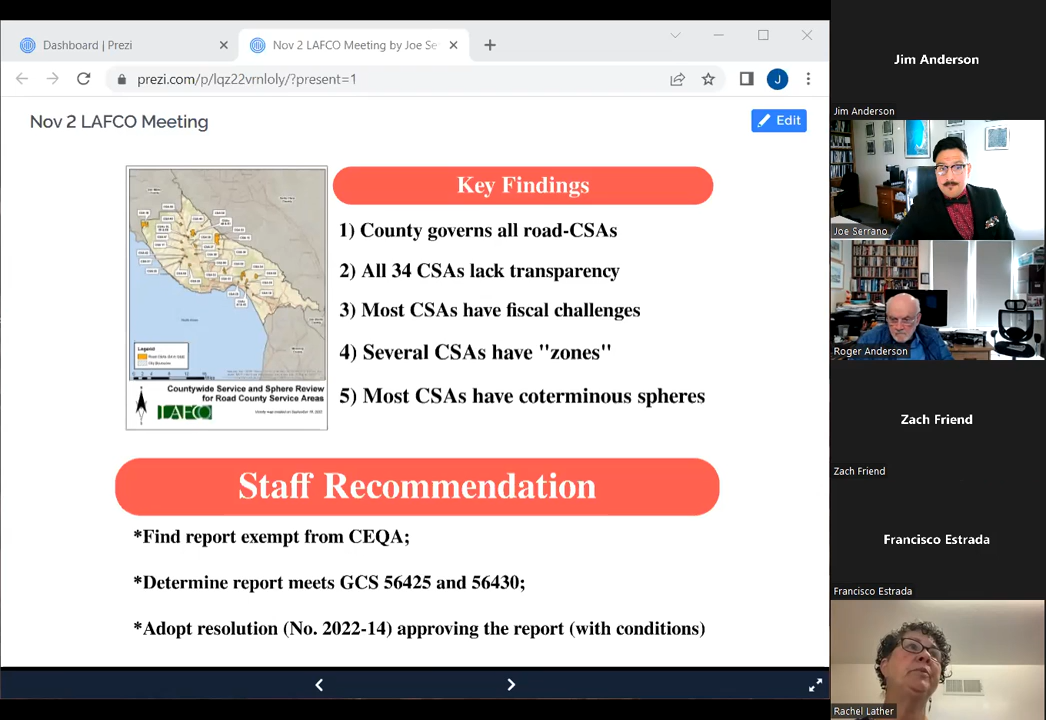 Dashboard | Prezi
Nov 2 LAFCO Meeting by Joe Se
prezi.com/p/lqz22vrnloly/?present=1
J
Nov 2 LAFCO Meeting
Edit
Key Findings
1) County governs all road-CSAs
2) All 34 CSAs lack transparency
3) Most CSAs have fiscal challenges
4) Several CSAs have "zones"
5) Most CSAs have coterminous spheres
Legend
Countywide Service and Sphere Review
for Road County Service Areas
LAFCO
Staff Recommendation
*Find report exempt from CEQA;
*Determine report meets GCS 56425 and 56430;
*Adopt resolution (No. 2022-14) approving the report (with conditions)
Jim Anderson
Jim Anderson
Joe Serrano
Roger Anderson
Zach Friend
Zach Friend
Francisco Estrada
Francisco Estrada
Rachel Lather